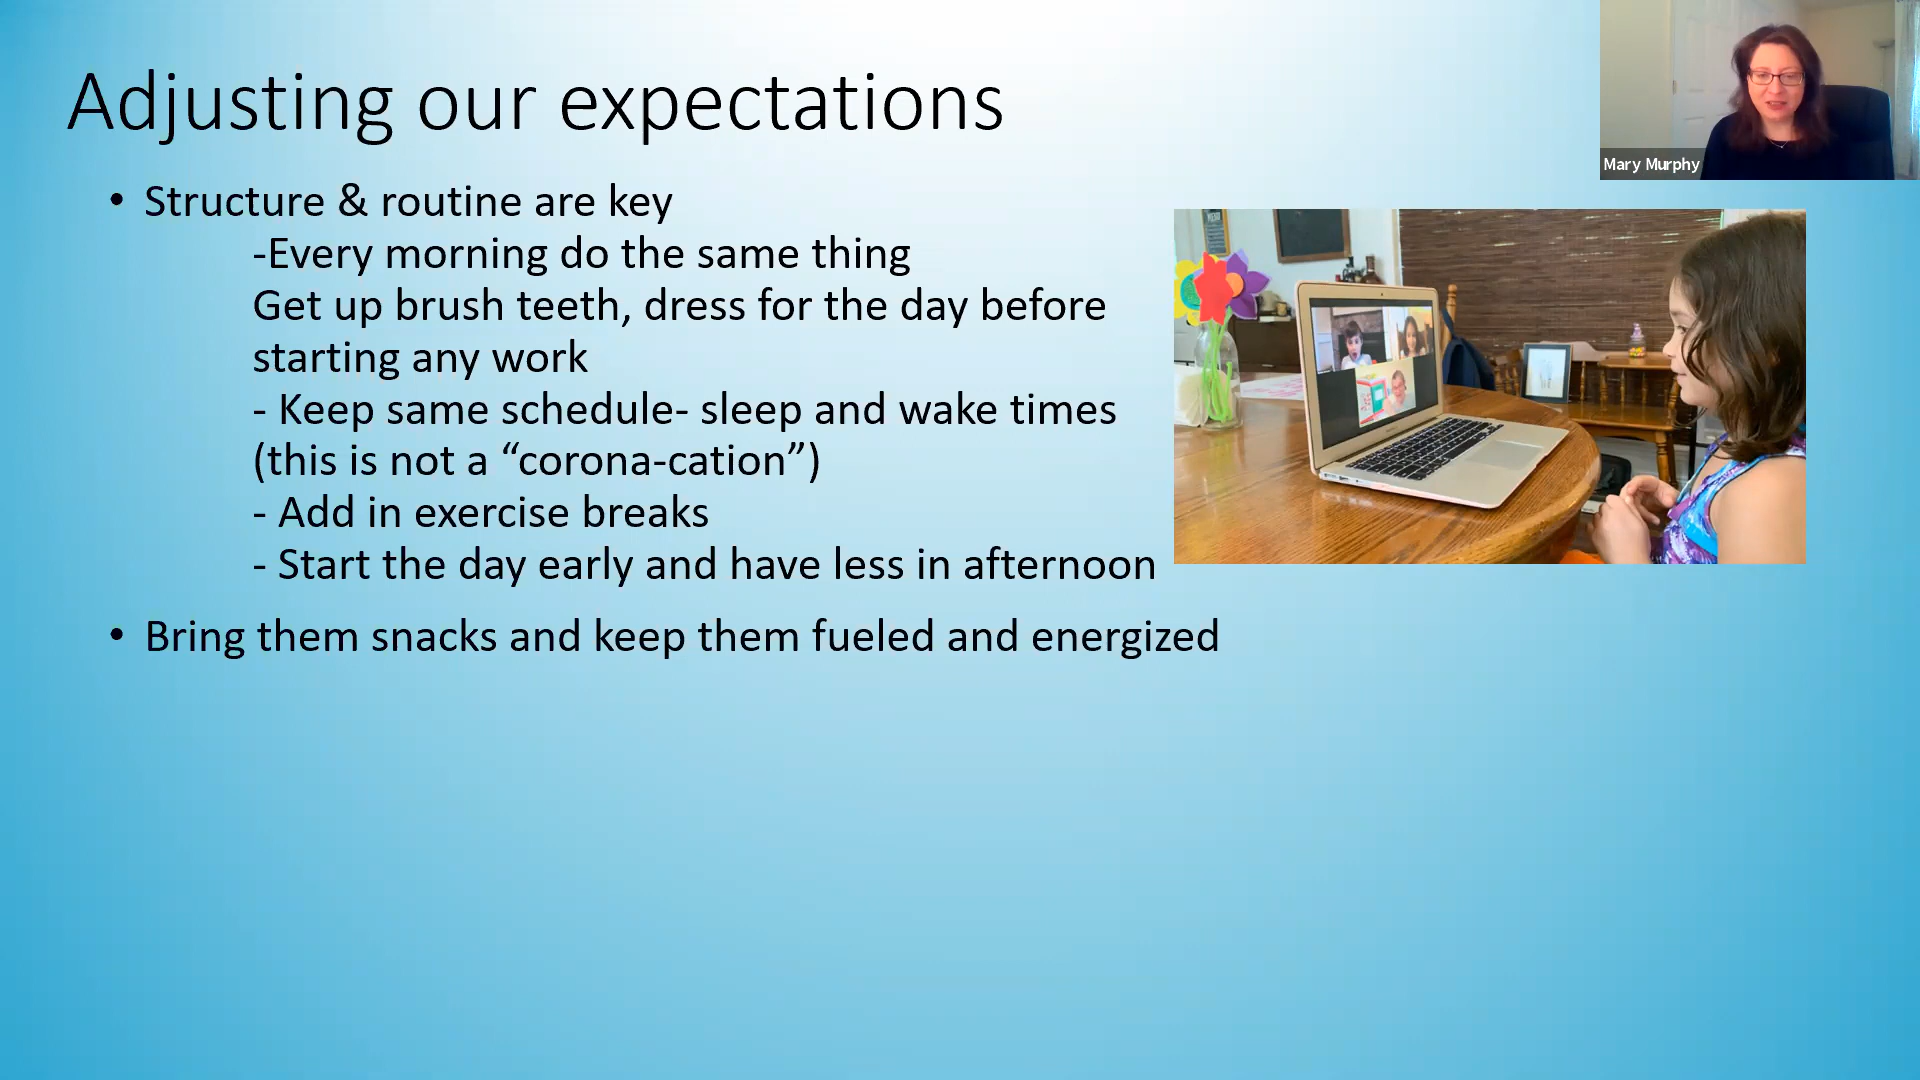 Adjusting our expectations
Mary Murphy
• Structure & routine are key
-Every morning do the same thing
Get up brush teeth, dress for the day before
starting any work
- Keep same schedule- sleep and wake times
(this is not a “corona-cation”)
- Add in exercise breaks
- Start the day early and have less in afternoon
• Bring them snacks and keep them fueled and energized